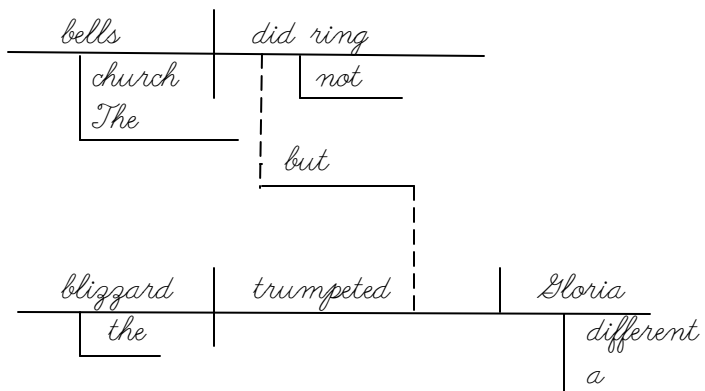 bells did ring
church not
The
but
blizzard trumpeted Gloria
the different
a